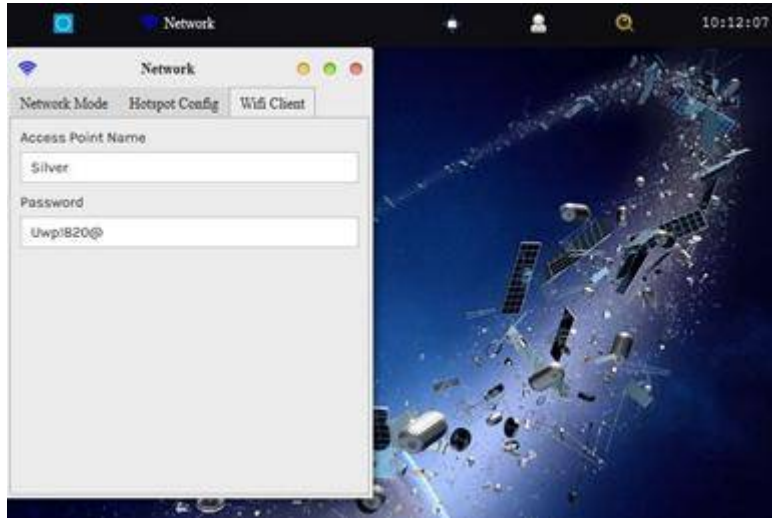 Network 10:12:07
Network
Network Mode Hotspot Config Wifi Client
Access Point Name
Silver
Password
Uwp!820@